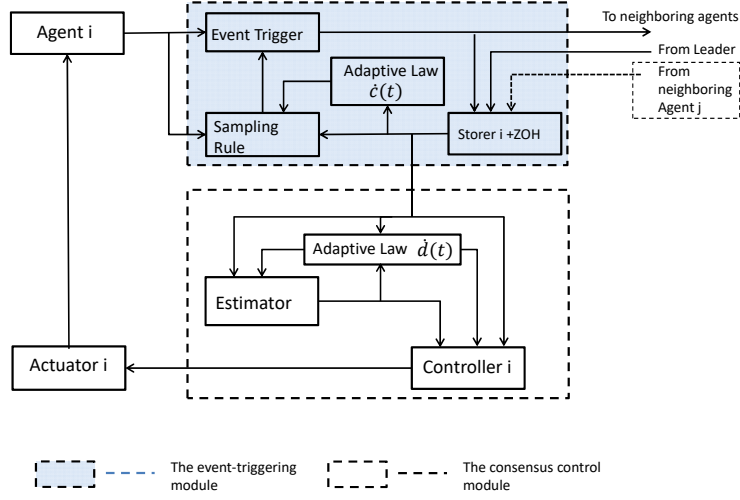 To neighboring agents
Agent i
Event Trigger
From Leader
Adaptive Law
ċ(t)
From
neighboring
Agent j
Sampling
Rule
Storer i +ZOH
Adaptive Law ḋ(t)
Estimator
Actuator i
Controller i
The event-triggering
module
The consensus control
module